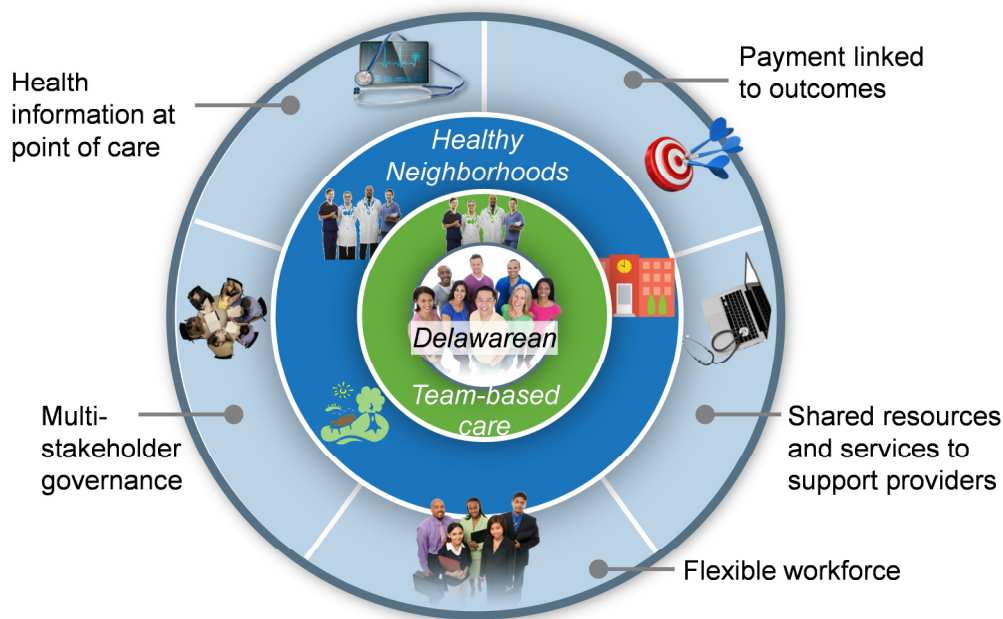 Health
information at
point of care
Payment linked
to outcomes
Healthy
Neighborhoods
Delawarean
Team-based
care
Multi-
stakeholder
governance
Shared resources
and services to
support providers
Flexible workforce